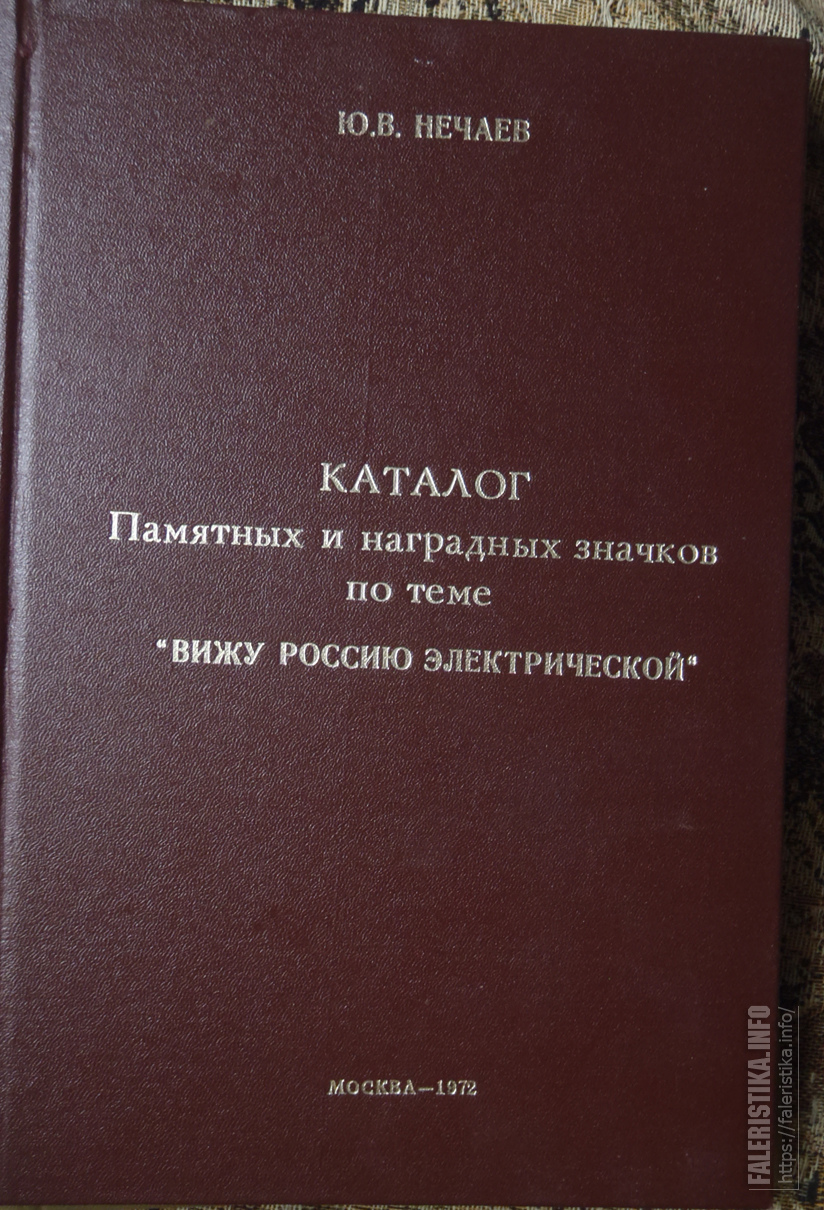 Ю.В. НЕЧАЕВ
КАТАЛОГ
Памятных и наградных значков
по теме
"ВИЖУ РОССИЮ ЭЛЕКТРИЧЕСКОЙ"
МОСКВА—1972
FALERISTIKA.INFO
https://faleristika.info/